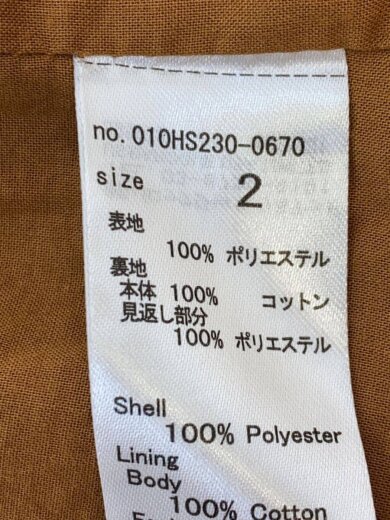 no.010HS230-0670
size 2
表地
100% ポリエステル
裏地
本体 100% コットン
見返し部分
100% ポリエステル
Shell
100% Polyester
Lining
Body
100% Cotton